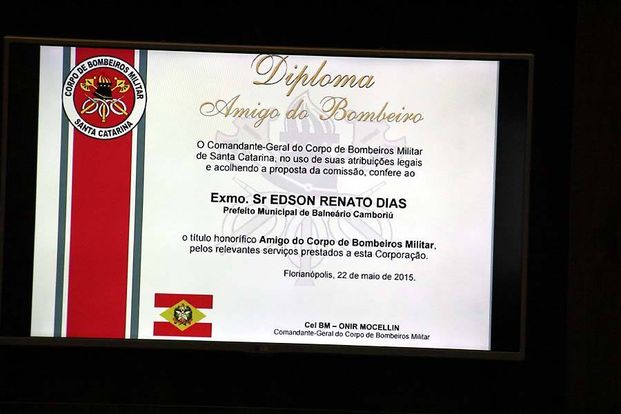 CORPO DE BOMBEIROS MILITAR
SANTA CATARINA
Diploma
Amigo do Bombeiro
O Comandante-Geral do Corpo de Bombeiros Militar
de Santa Catarina, no uso de suas atribuições legais
e acolhendo a proposta da comissão, confere ao
Exmo. Sr EDSON RENATO DIAS
Prefeito Municipal de Balneário Camboriú
o título honorífico Amigo do Corpo de Bombeiros Militar,
pelos relevantes serviços prestados a esta Corporação.
Florianópolis, 22 de maio de 2015.
Cel BM – ONIR MOCELLIN
Comandante-Geral do Corpo de Bombeiros Militar